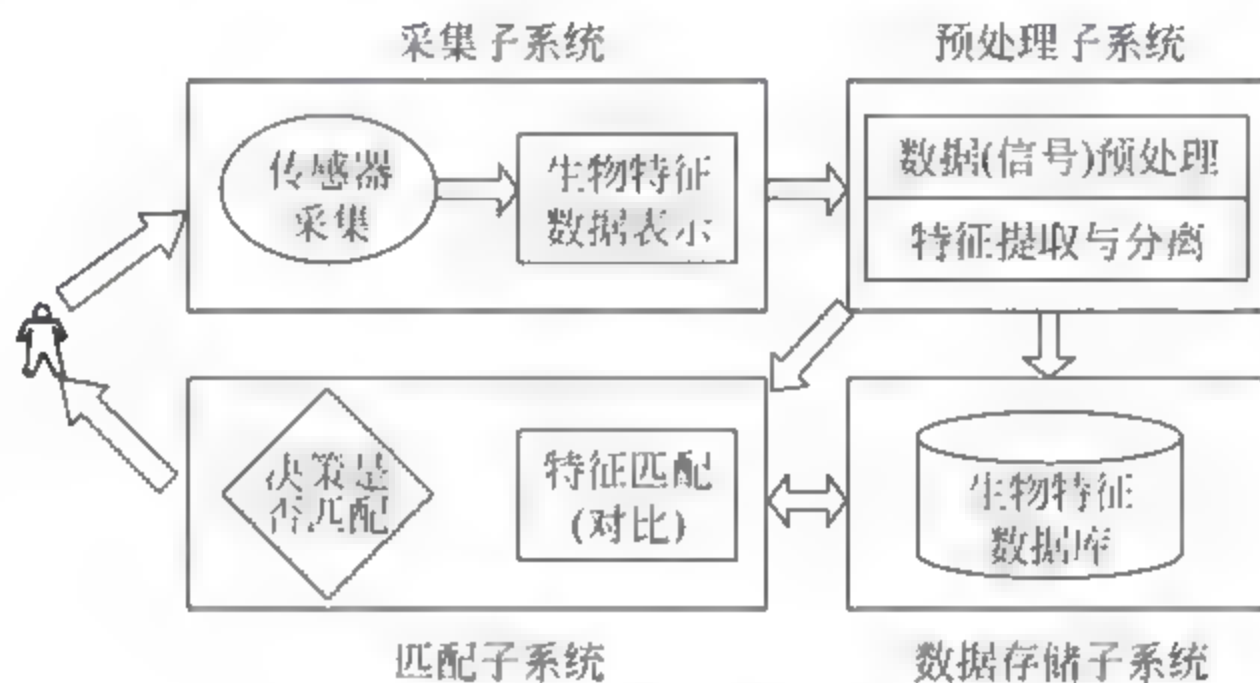 采集子系统
预处理子系统
传感器
采集
生物特征
数据表示
数据(信号)预处理
特征提取与分离
决策是
否匹配
特征匹配
(对比)
生物特征
数据库
匹配子系统
数据存储子系统